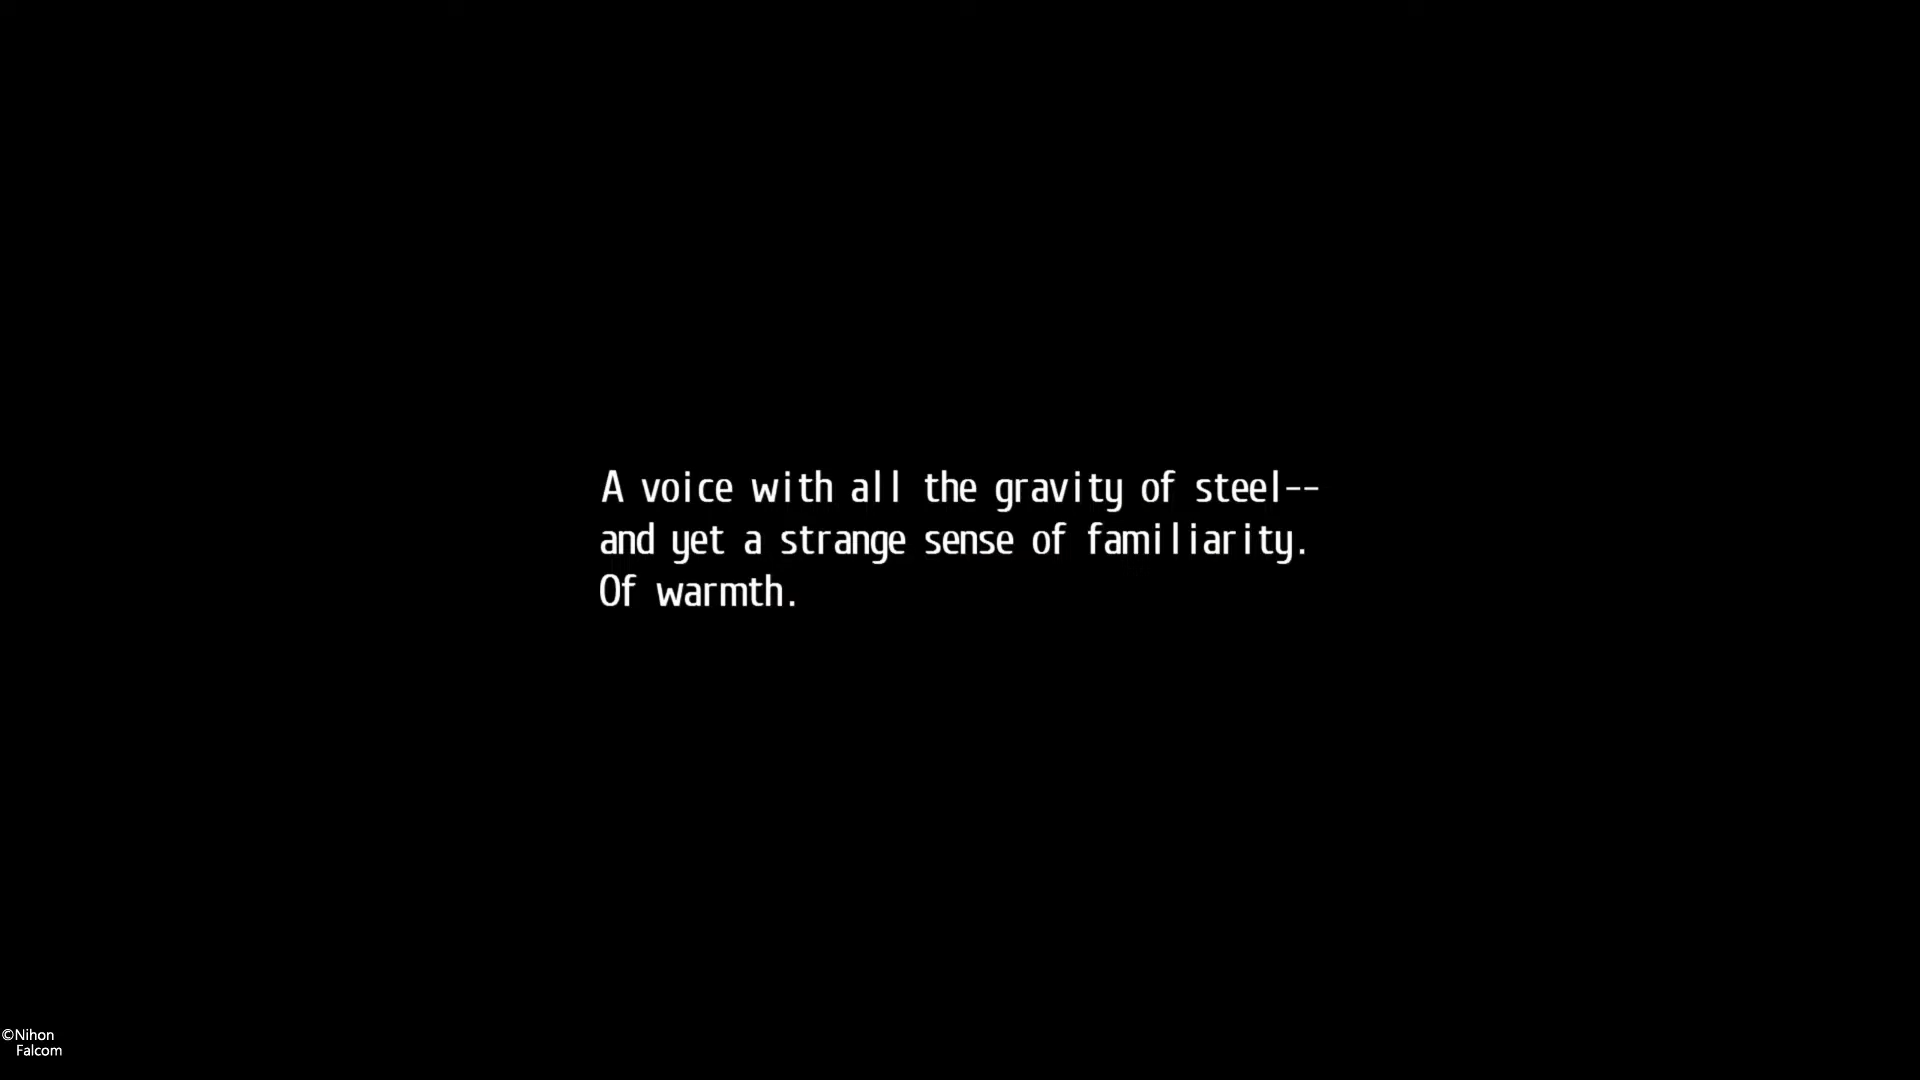 A voice with all the gravity of steel--
and yet a strange sense of familiarity.
Of warmth.
©Nihon
Falcom